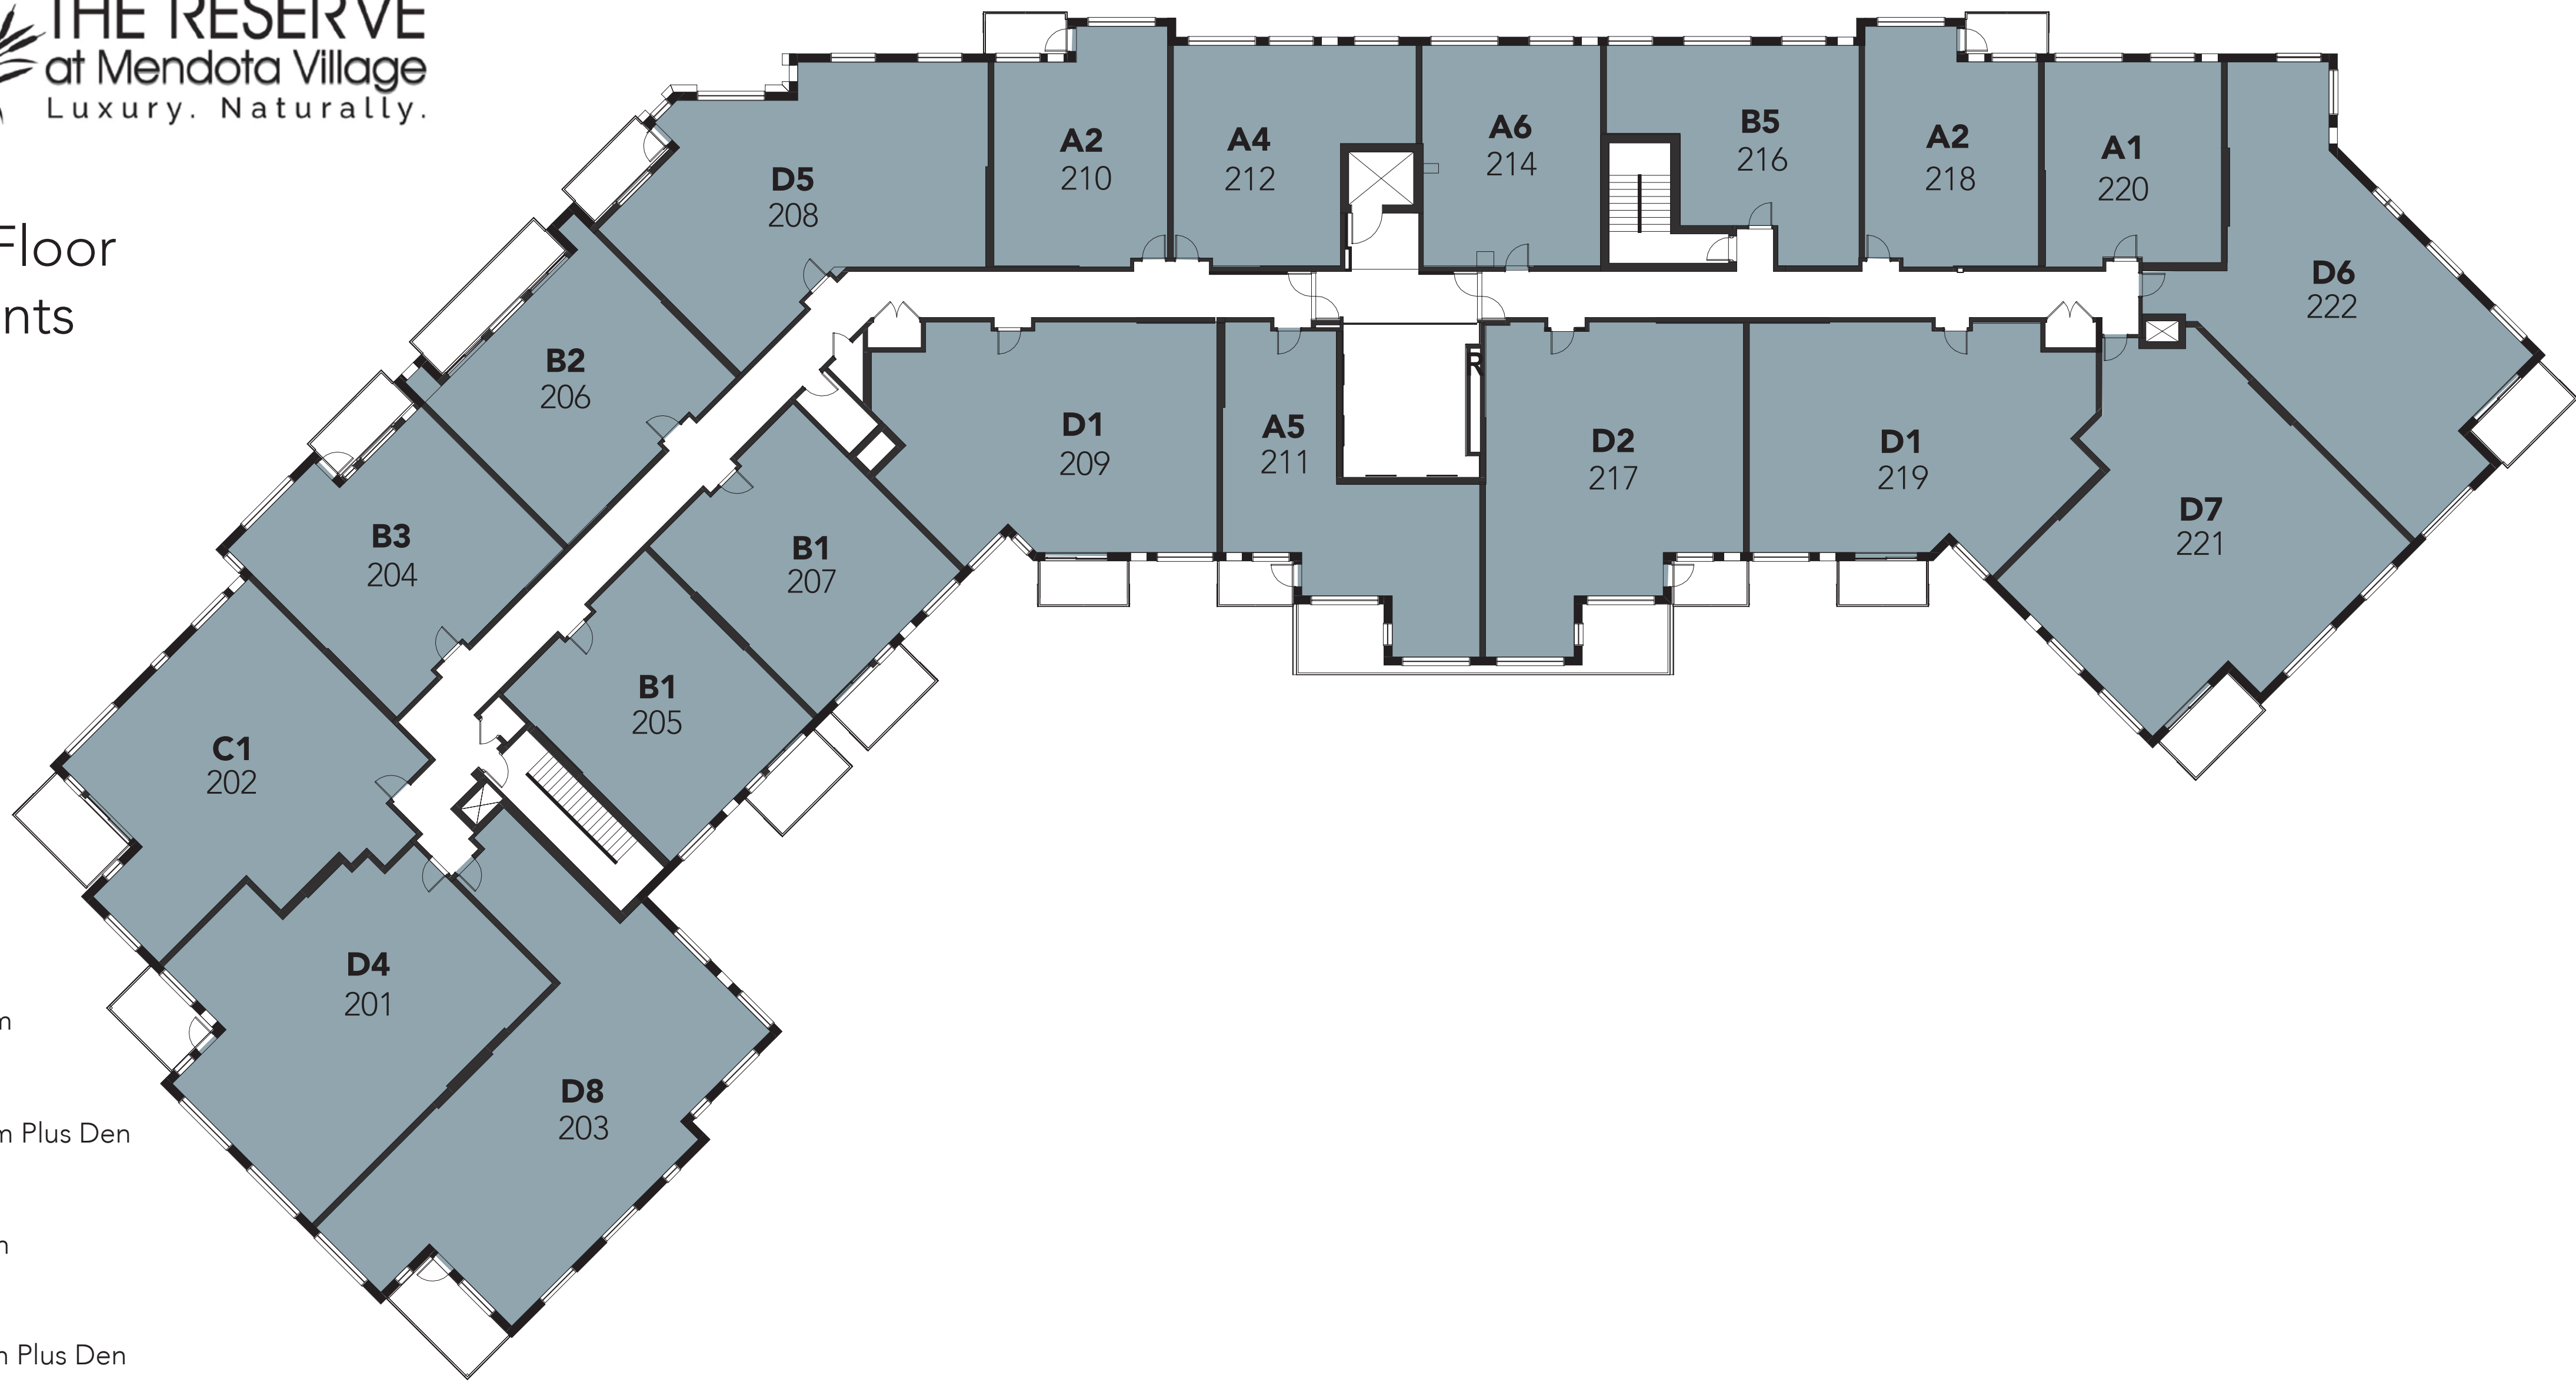 THE RESERVE
at Mendota Village
Luxury. Naturally.
Floor
nts
D5
208
A2
210
A4
212
A6
214
B5
216
A2
218
A1
220
D6
222
B2
206
B3
204
C1
202
D4
201
D8
203
B1
205
B1
207
D1
209
A5
211
R
D2
217
D1
219
D7
221
m
m Plus Den
n
n Plus Den